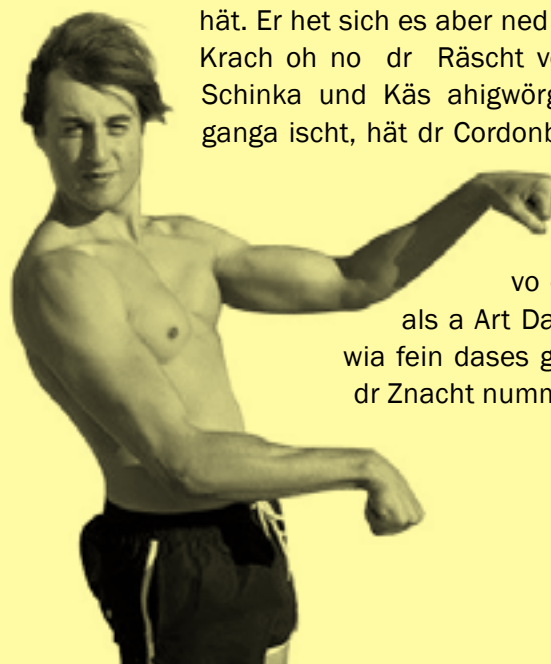 hät. Er het sich es aber ned
Krach oh no dr Räscht v
Schinka und Käs ahigwörg
ganga ischt, hät dr Cordonb
vo
als a Art Da
wia fein dases g
dr Znacht numm